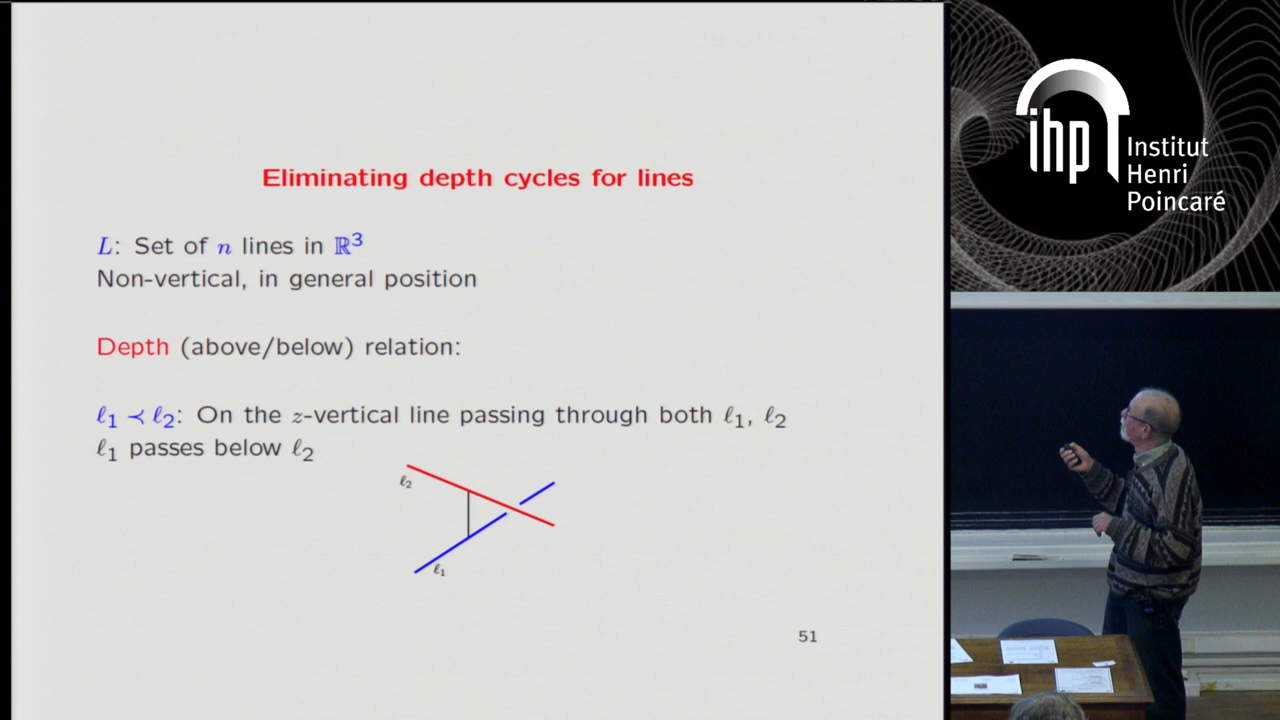 Eliminating depth cycles for lines
L: Set of n lines in ℝ³
Non-vertical, in general position
Depth (above/below) relation:
ℓ₁ ≺ ℓ₂: On the z-vertical line passing through both ℓ₁, ℓ₂
ℓ₁ passes below ℓ₂
ℓ₂
ℓ₁
51
ihp
Institut
Henri
Poincaré